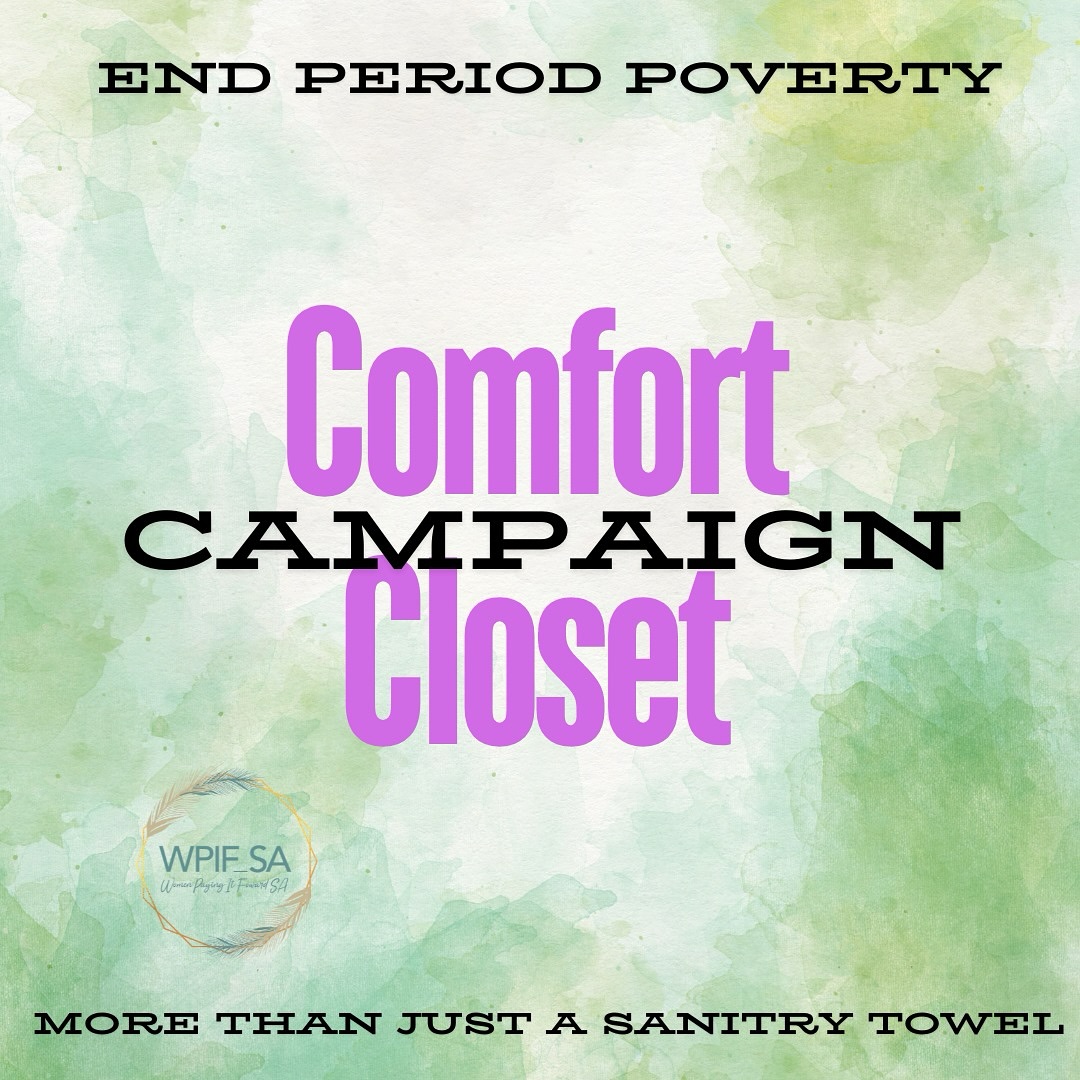 END PERIOD POVERTY
Comfort
CAMPAIGN
Closet
WPIF_SA
Women Paying It Forward SA
MORE THAN JUST A SANITRY TOWEL